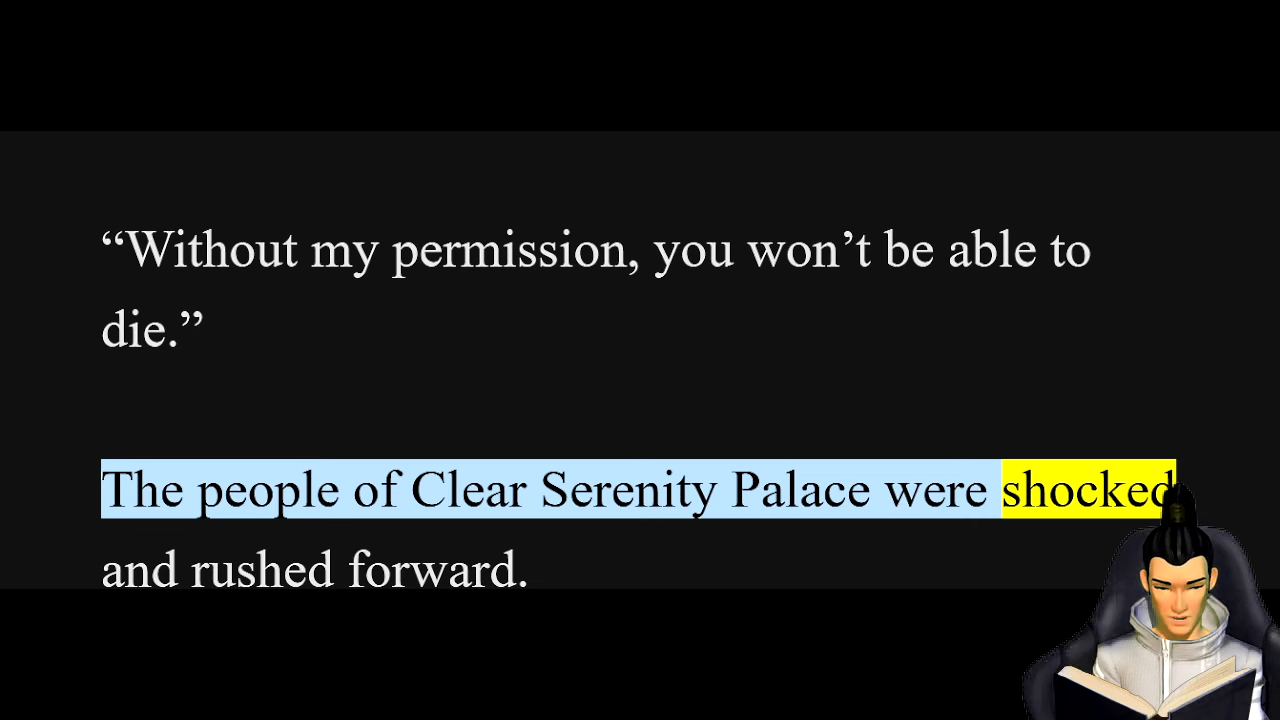 “Without my permission, you won’t be able to
die.”
The people of Clear Serenity Palace were shocked
and rushed forward.